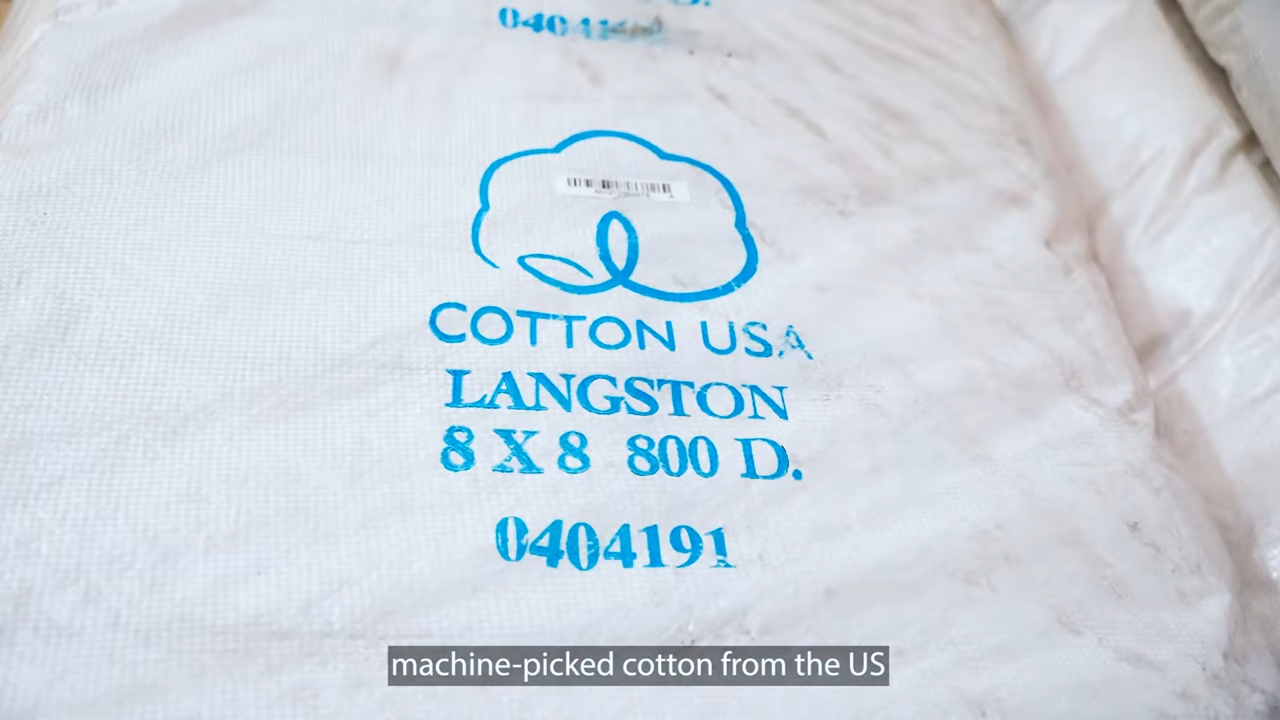 COTTON USA
LANGSTON
8 X 8 800 D.
0404191
machine-picked cotton from the US